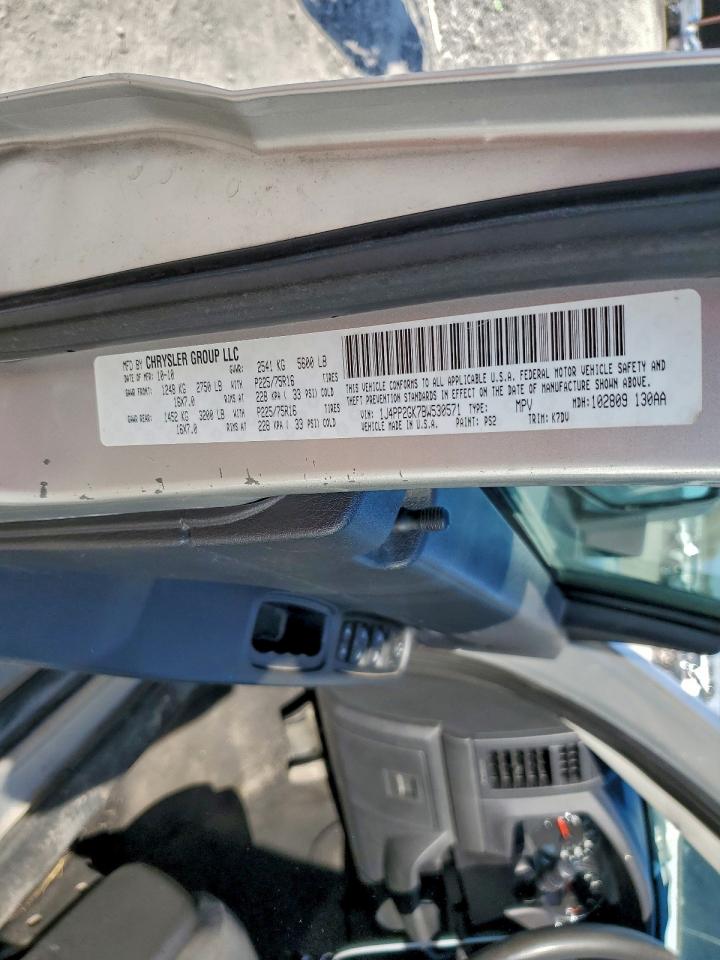 MFD BY CHRYSLER GROUP LLC
DATE OF MFR: 10-10 GVWR: 2541 KG 5600 LB
GAWR FRONT: 1248 KG 2750 LB WITH P225/75R16 TIRES
16X7.0 RIMS AT 228 KPA ( 33 PSI) COLD
GAWR REAR: 1452 KG 3200 LB WITH P225/75R16 TIRES
16X7.0 RIMS AT 228 KPA ( 33 PSI) COLD
THIS VEHICLE CONFORMS TO ALL APPLICABLE U.S.A. FEDERAL MOTOR VEHICLE SAFETY AND
THEFT PREVENTION STANDARDS IN EFFECT ON THE DATE OF MANUFACTURE SHOWN ABOVE.
VIN: 1J4PP2GK7BW530571 TYPE: MPV MDH: 102809 130AA
VEHICLE MADE IN U.S.A. PAINT: PS2 TRIM: K7DV